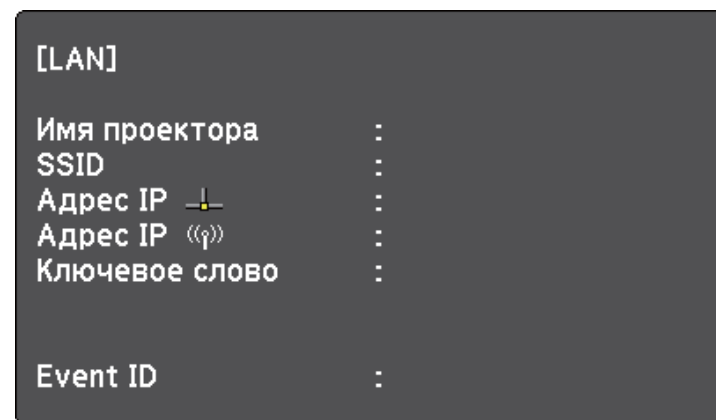 [LAN]
Имя проектора :
SSID :
Адрес IP :
Адрес IP :
Ключевое слово :
Event ID :